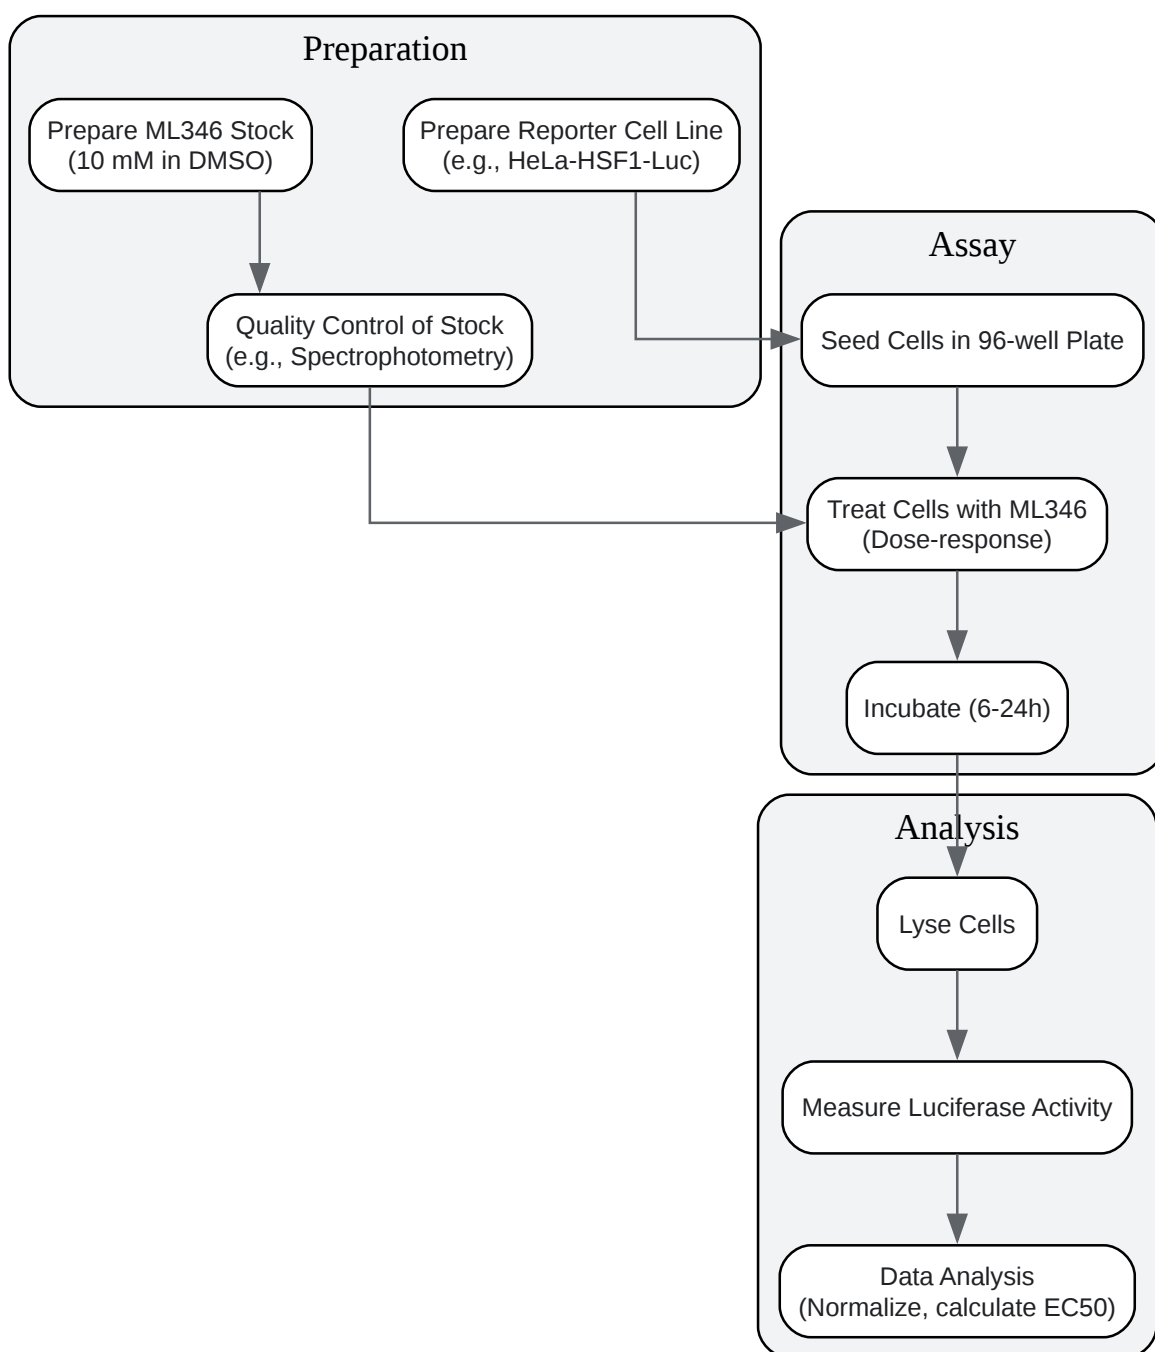 Preparation
Prepare ML346 Stock
(10 mM in DMSO)
Prepare Reporter Cell Line
(e.g., HeLa-HSF1-Luc)
Quality Control of Stock
(e.g., Spectrophotometry)
Assay
Seed Cells in 96-well Plate
Treat Cells with ML346
(Dose-response)
Incubate (6-24h)
Analysis
Lyse Cells
Measure Luciferase Activity
Data Analysis
(Normalize, calculate EC50)